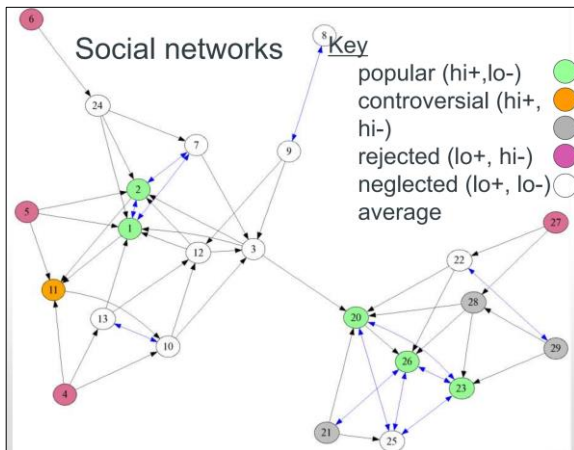 6
8
Social networks
Key
popular (hi+,lo-)
controversial (hi+,
hi-)
rejected (lo+, hi-)
neglected (lo+, lo-)
average
24
7
9
2
5
27
1
12
3
22
11
28
13
20
10
29
26
23
4
21
25